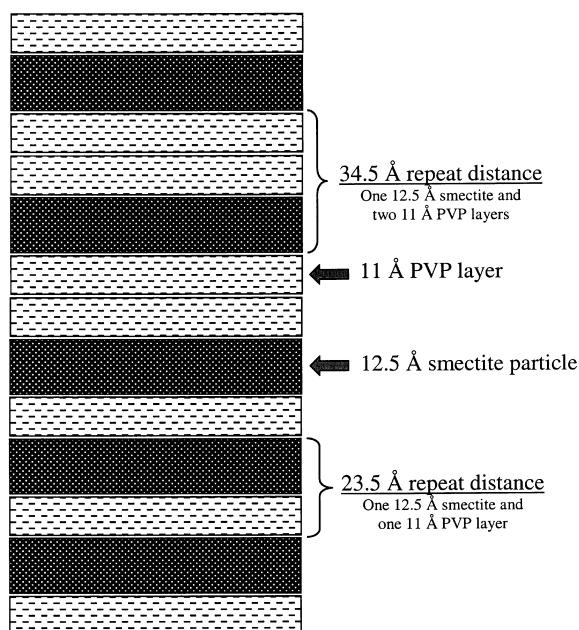 34.5 Å repeat distance
One 12.5 Å smectite and
two 11 Å PVP layers
11 Å PVP layer
12.5 Å smectite particle
23.5 Å repeat distance
One 12.5 Å smectite and
one 11 Å PVP layer